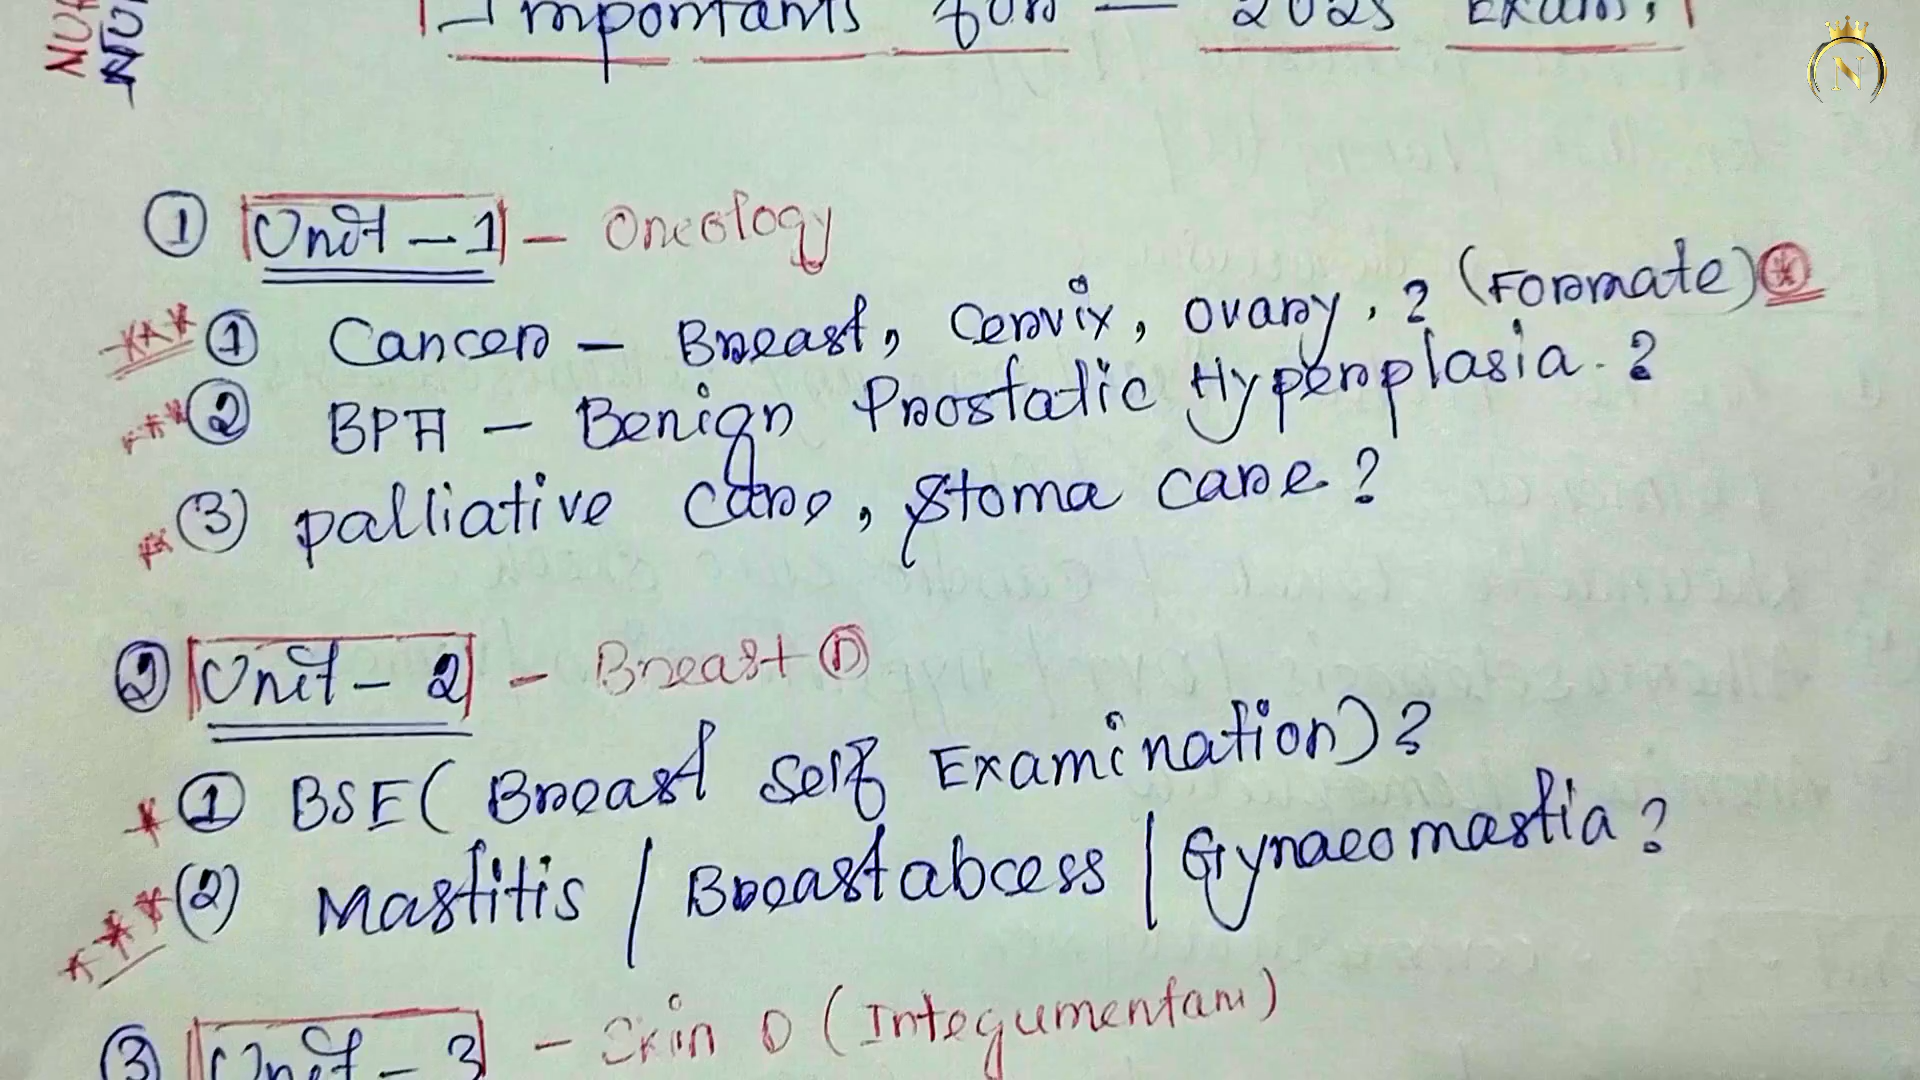 Importants for — 2025 Exam.
① Unit - 1 - Oncology
*** ① Cancer - Breast, Cervix, Ovary. ? (Formate) *
*** ② BPH - Benign Prostatic Hyperplasia. ?
** ③ Palliative care, Stoma care ?
② Unit - 2 - Breast Ⓓ
* ① BSE (Breast Self Examination) ?
*** (2) Mastitis / Breast abcess / Gynaecomastia ?
③ Unit - 3 - Skin D (Integumentary)
N